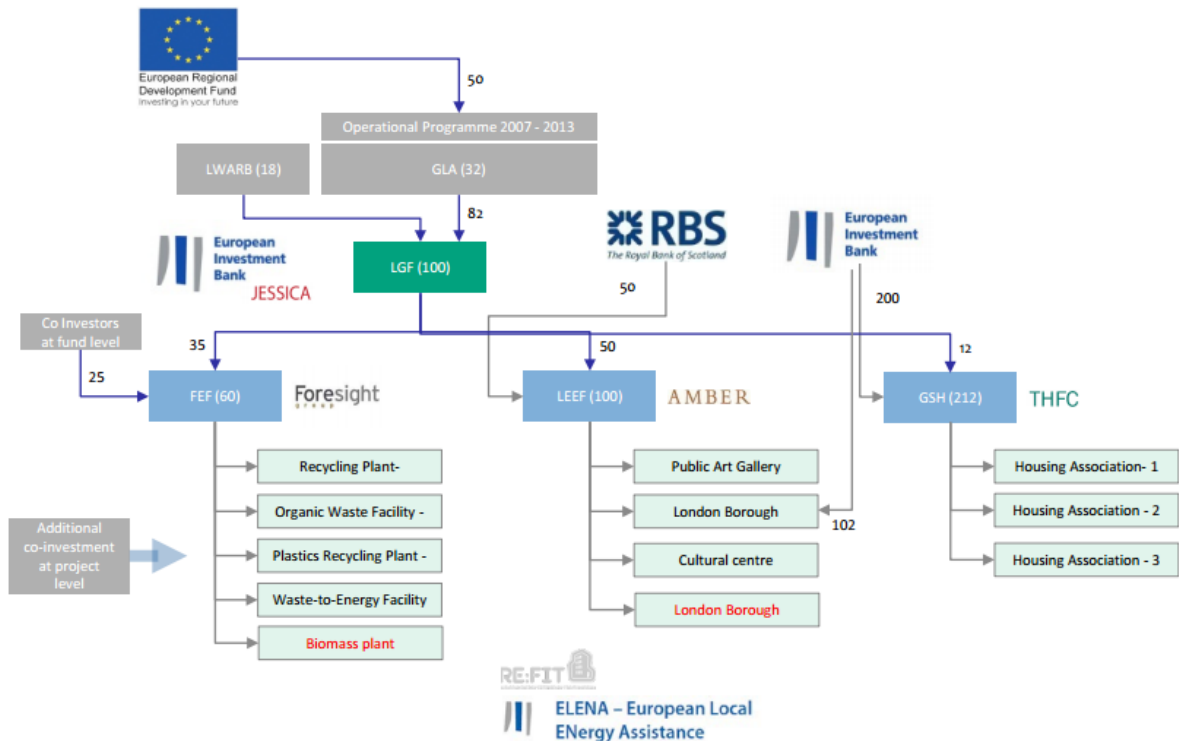 European Regional
Development Fund
Investing in your future
50
Operational Programme 2007 - 2013
LWARB (18)
GLA (32)
82
European
Investment
Bank
JESSICA
LGF (100)
RBS
The Royal Bank of Scotland
European
Investment
Bank
50
200
Co Investors
at fund level
35
50
12
25
FEF (60)
Foresight
group
LEEF (100)
AMBER
GSH (212)
THFC
Recycling Plant-
Public Art Gallery
Housing Association- 1
Organic Waste Facility -
London Borough
Housing Association - 2
102
Additional
co-investment
at project
level
Plastics Recycling Plant -
Cultural centre
Housing Association - 3
Waste-to-Energy Facility
London Borough
Biomass plant
RE:FIT
ELENA – European Local
ENergy Assistance